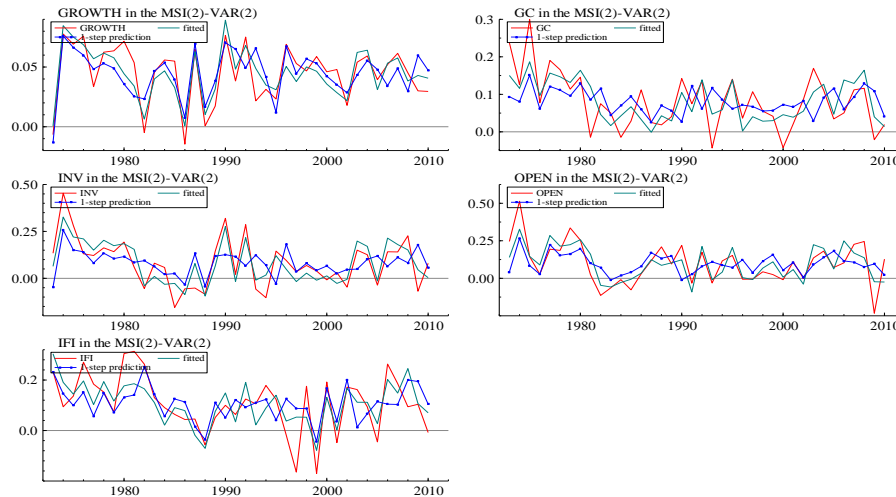 GROWTH in the MSI(2)-VAR(2)
GROWTH fitted
1-step prediction
0.05
0.00
1980 1990 2000 2010
GC in the MSI(2)-VAR(2)
GC fitted
1-step prediction
0.3
0.2
0.1
0.0
1980 1990 2000 2010
INV in the MSI(2)-VAR(2)
INV fitted
1-step prediction
0.50
0.25
0.00
1980 1990 2000 2010
OPEN in the MSI(2)-VAR(2)
OPEN fitted
1-step prediction
0.50
0.25
0.00
1980 1990 2000 2010
IFI in the MSI(2)-VAR(2)
IFI fitted
1-step prediction
0.2
0.0
1980 1990 2000 2010